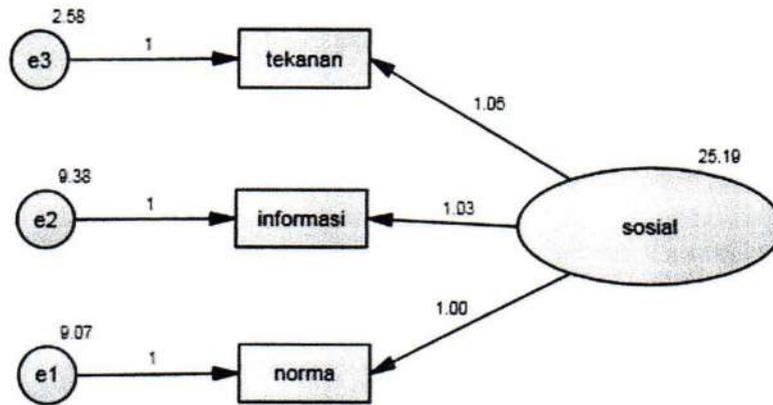 2.58
e3
1
tekanan
1.06
9.38
e2
1
informasi
1.03
25.19
sosial
9.07
e1
1
norma
1.00